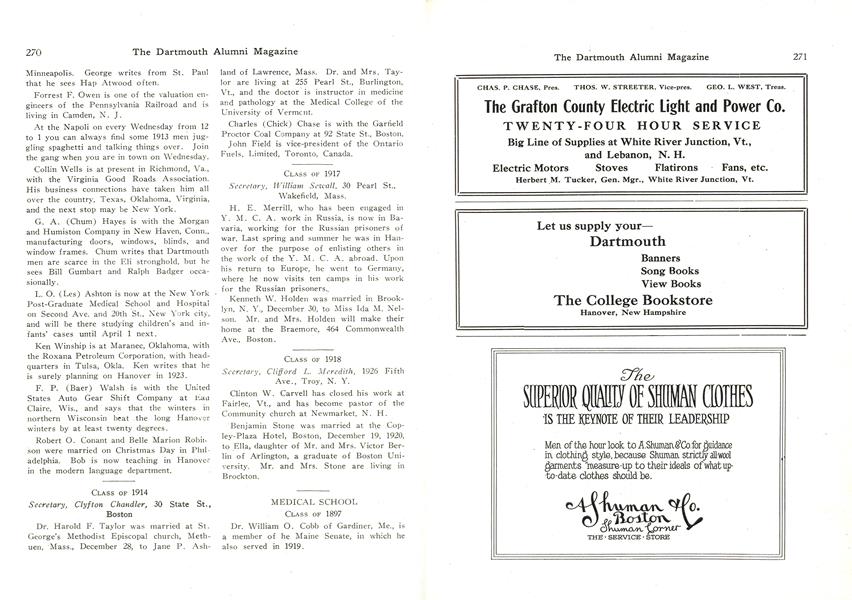 270
The Dartmouth Alumni Magazine
Minneapolis. George writes from St. Paul
that he sees Hap Atwood often.
Forrest F. Owen is one of the valuation en-
gineers of the Pennsylvania Railroad and is
living in Camden, N. J.
At the Napoli on every Wednesday from 12
to 1 you can always find some 1913 men jug-
gling spaghetti and talking things over. Join
the gang when you are in town on Wednesday.
Collin Wells is at present in Richmond, Va.,
with the Virginia Good Roads Association.
His business connections have taken him all
over the country, Texas, Oklahoma, Virginia,
and the next stop may be New York.
G. A. (Chum) Hayes is with the Morgan
and Humiston Company in New Haven, Conn.,
manufacturing doors, windows, blinds, and
window frames. Chum writes that Dartmouth
men are scarce in the Eli stronghold, but he
sees Bill Gumbart and Ralph Badger occa-
sionally.
L. O. (Les) Ashton is now at the New York
Post-Graduate Medical School and Hospital
on Second Ave. and 20th St., New York city,
and will be there studying children's and in-
fants' cases until April 1 next.
Ken Winship is at Maranec, Oklahoma, with
the Roxana Petroleum Corporation, with head-
quarters in Tulsa, Okla. Ken writes that he
is surely planning on Hanover in 1923.
F. P. (Baer) Walsh is with the United
States Auto Gear Shift Company at Eau
Claire, Wis., and says that the winters in
northern Wisconsin beat the long Hanover
winters by at least twenty degrees.
Robert O. Conant and Belle Marion Robin-
son were married on Christmas Day in Phil-
adelphia. Bob is now teaching in Hanover
in the modern language department.
Class of 1914
Secretary, Clyfton Chandler, 30 State St.,
Boston
Dr. Harold F. Taylor was married at St.
George's Methodist Episcopal church, Meth-
uen, Mass., December 28, to Jane P. Ash-
land of Lawrence, Mass. Dr. and Mrs. Tay-
lor are living at 255 Pearl St., Burlington,
Vt., and the doctor is instructor in medicine
and pathology at the Medical College of the
University of Vermont.
Charles (Chick) Chase is with the Garfield
Proctor Coal Company at 92 State St., Boston.
John Field is vice-president of the Ontario
Fuels, Limited, Toronto, Canada.
Class of 1917
Secretary, William Sewall, 30 Pearl St.,
Wakefield, Mass.
H. E. Merrill, who has been engaged in
Y. M. C. A. work in Russia, is now in Ba-
varia, working for the Russian prisoners of
war. Last spring and summer he was in Han-
over for the purpose of enlisting others in
the work of the Y. M. C. A. abroad. Upon
his return to Europe, he went to Germany,
where he now visits ten camps in his work
for the Russian prisoners.
Kenneth W. Holden was married in Brook-
lyn, N. Y., December 30, to Miss Ida M. Nel-
son. Mr. and Mrs. Holden will make their
home at the Braemore, 464 Commonwealth
Ave., Boston.
Class of 1918
Secretary, Clifford L. Meredith, 1926 Fifth
Ave., Troy, N. Y.
Clinton W. Carvell has closed his work at
Fairlee, Vt., and has become pastor of the
Community church at Newmarket, N. H.
Benjamin Stone was married at the Cop-
ley-Plaza Hotel, Boston, December 19, 1920,
to Ella, daughter of Mr. and Mrs. Victor Ber-
lin of Arlington, a graduate of Boston Uni-
versity. Mr. and Mrs. Stone are living in
Brockton.
MEDICAL SCHOOL
Class of 1897
Dr. William O. Cobb of Gardiner, Me., is
a member of he Maine Senate, in which he
also served in 1919.
The Dartmouth Alumni Magazine
271
CHAS. P. CHASE, Pres. THOS. W. STREETER, Vice-pres. GEO. L. WEST, Treas.
The Grafton County Electric Light and Power Co.
TWENTY-FOUR HOUR SERVICE
Big Line of Supplies at White River Junction, Vt.,
and Lebanon, N. H.
Electric Motors Stoves Flatirons Fans, etc.
Herbert M. Tucker, Gen. Mgr., White River Junction, Vt.
Let us supply your—
Dartmouth
Banners
Song Books
View Books
The College Bookstore
Hanover, New Hampshire
The
SUPERIOR QUALITY OF SHUMAN CLOTHES
IS THE KEYNOTE OF THEIR LEADERSHIP
Men of the hour look to A. Shuman & Co. for guidance
in clothing style, because Shuman strictly all wool
garments measure-up to their ideals of what up-
to-date clothes should be.
A Shuman & Co.
Boston
Shuman Corner
THE · SERVICE · STORE